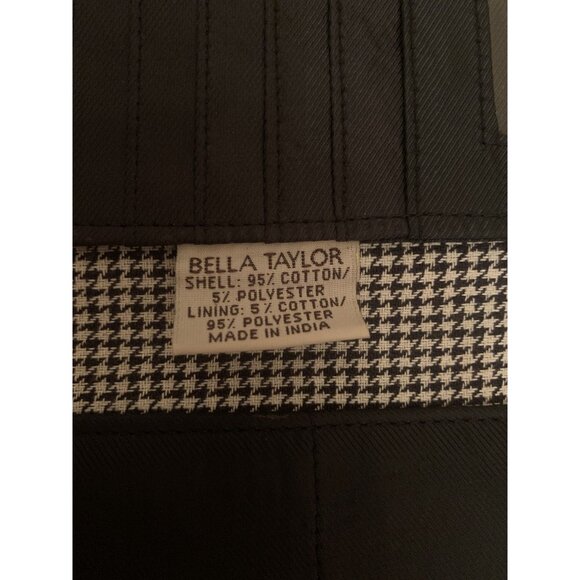 BELLA TAYLOR
SHELL: 95% COTTON/
5% POLYESTER
LINING: 5% COTTON/
95% POLYESTER
MADE IN INDIA